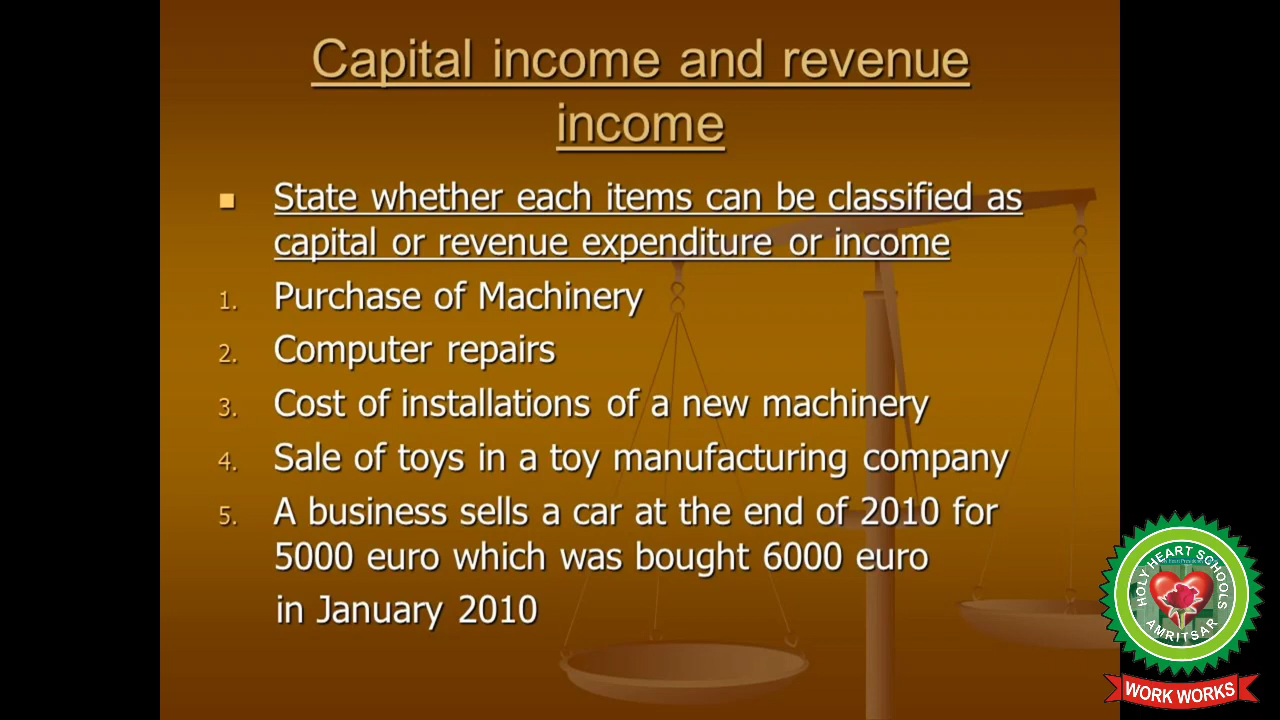 Capital income and revenue
income
State whether each items can be classified as
capital or revenue expenditure or income
1. Purchase of Machinery
2. Computer repairs
3. Cost of installations of a new machinery
4. Sale of toys in a toy manufacturing company
5. A business sells a car at the end of 2010 for
5000 euro which was bought 6000 euro
in January 2010
HOLY HEART SCHOOLS
AMRITSAR
WORK WORKS